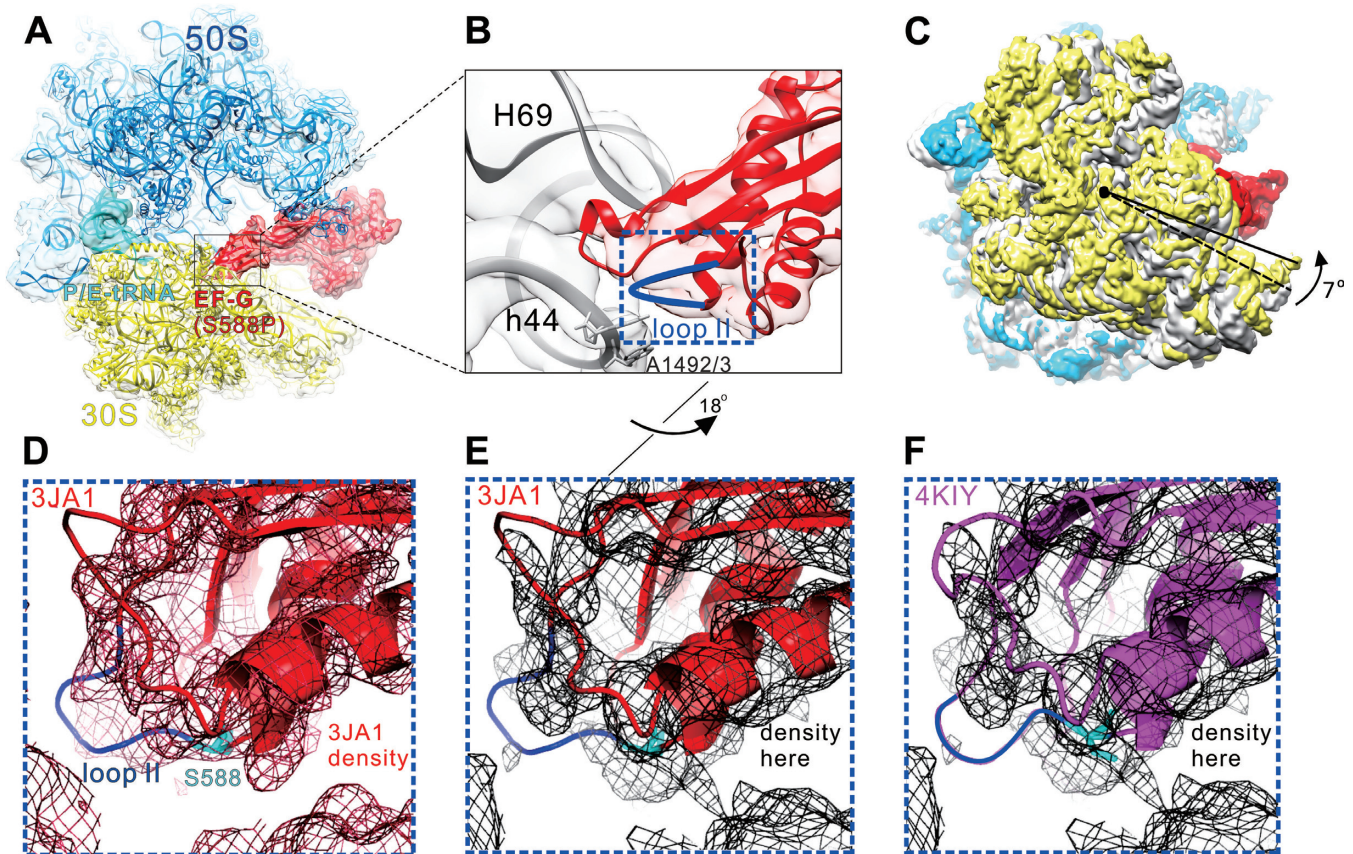 A
50S
P/E-tRNA
EF-G
(S588P)
30S
B
H69
h44
loop II
A1492/3
C
7°
18°
D
3JA1
loop II
S588
3JA1
density
E
3JA1
density
here
F
4KIY
density
here